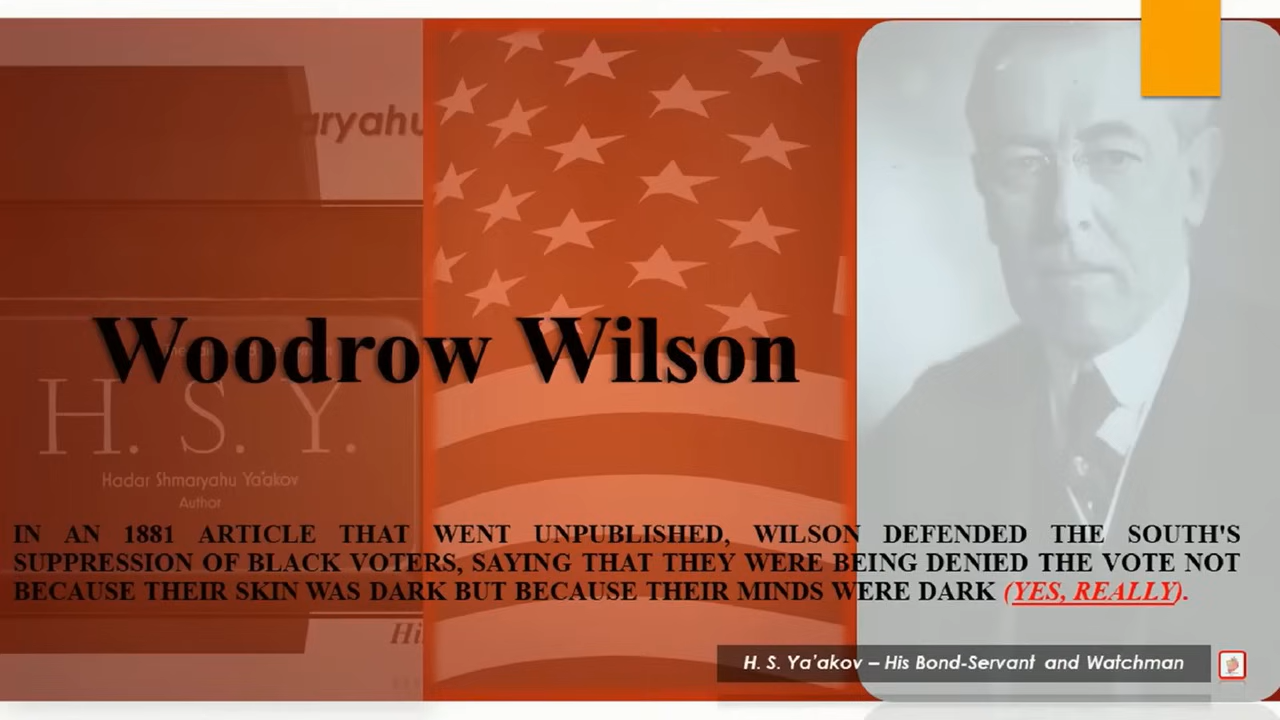 aryahu
Woodrow Wilson
H. S. Y.
Hadar Shmaryahu Ya'akov
Author
IN AN 1881 ARTICLE THAT WENT UNPUBLISHED, WILSON DEFENDED THE SOUTH'S
SUPPRESSION OF BLACK VOTERS, SAYING THAT THEY WERE BEING DENIED THE VOTE NOT
BECAUSE THEIR SKIN WAS DARK BUT BECAUSE THEIR MINDS WERE DARK (YES, REALLY).
Hi
H. S. Ya'akov – His Bond-Servant and Watchman